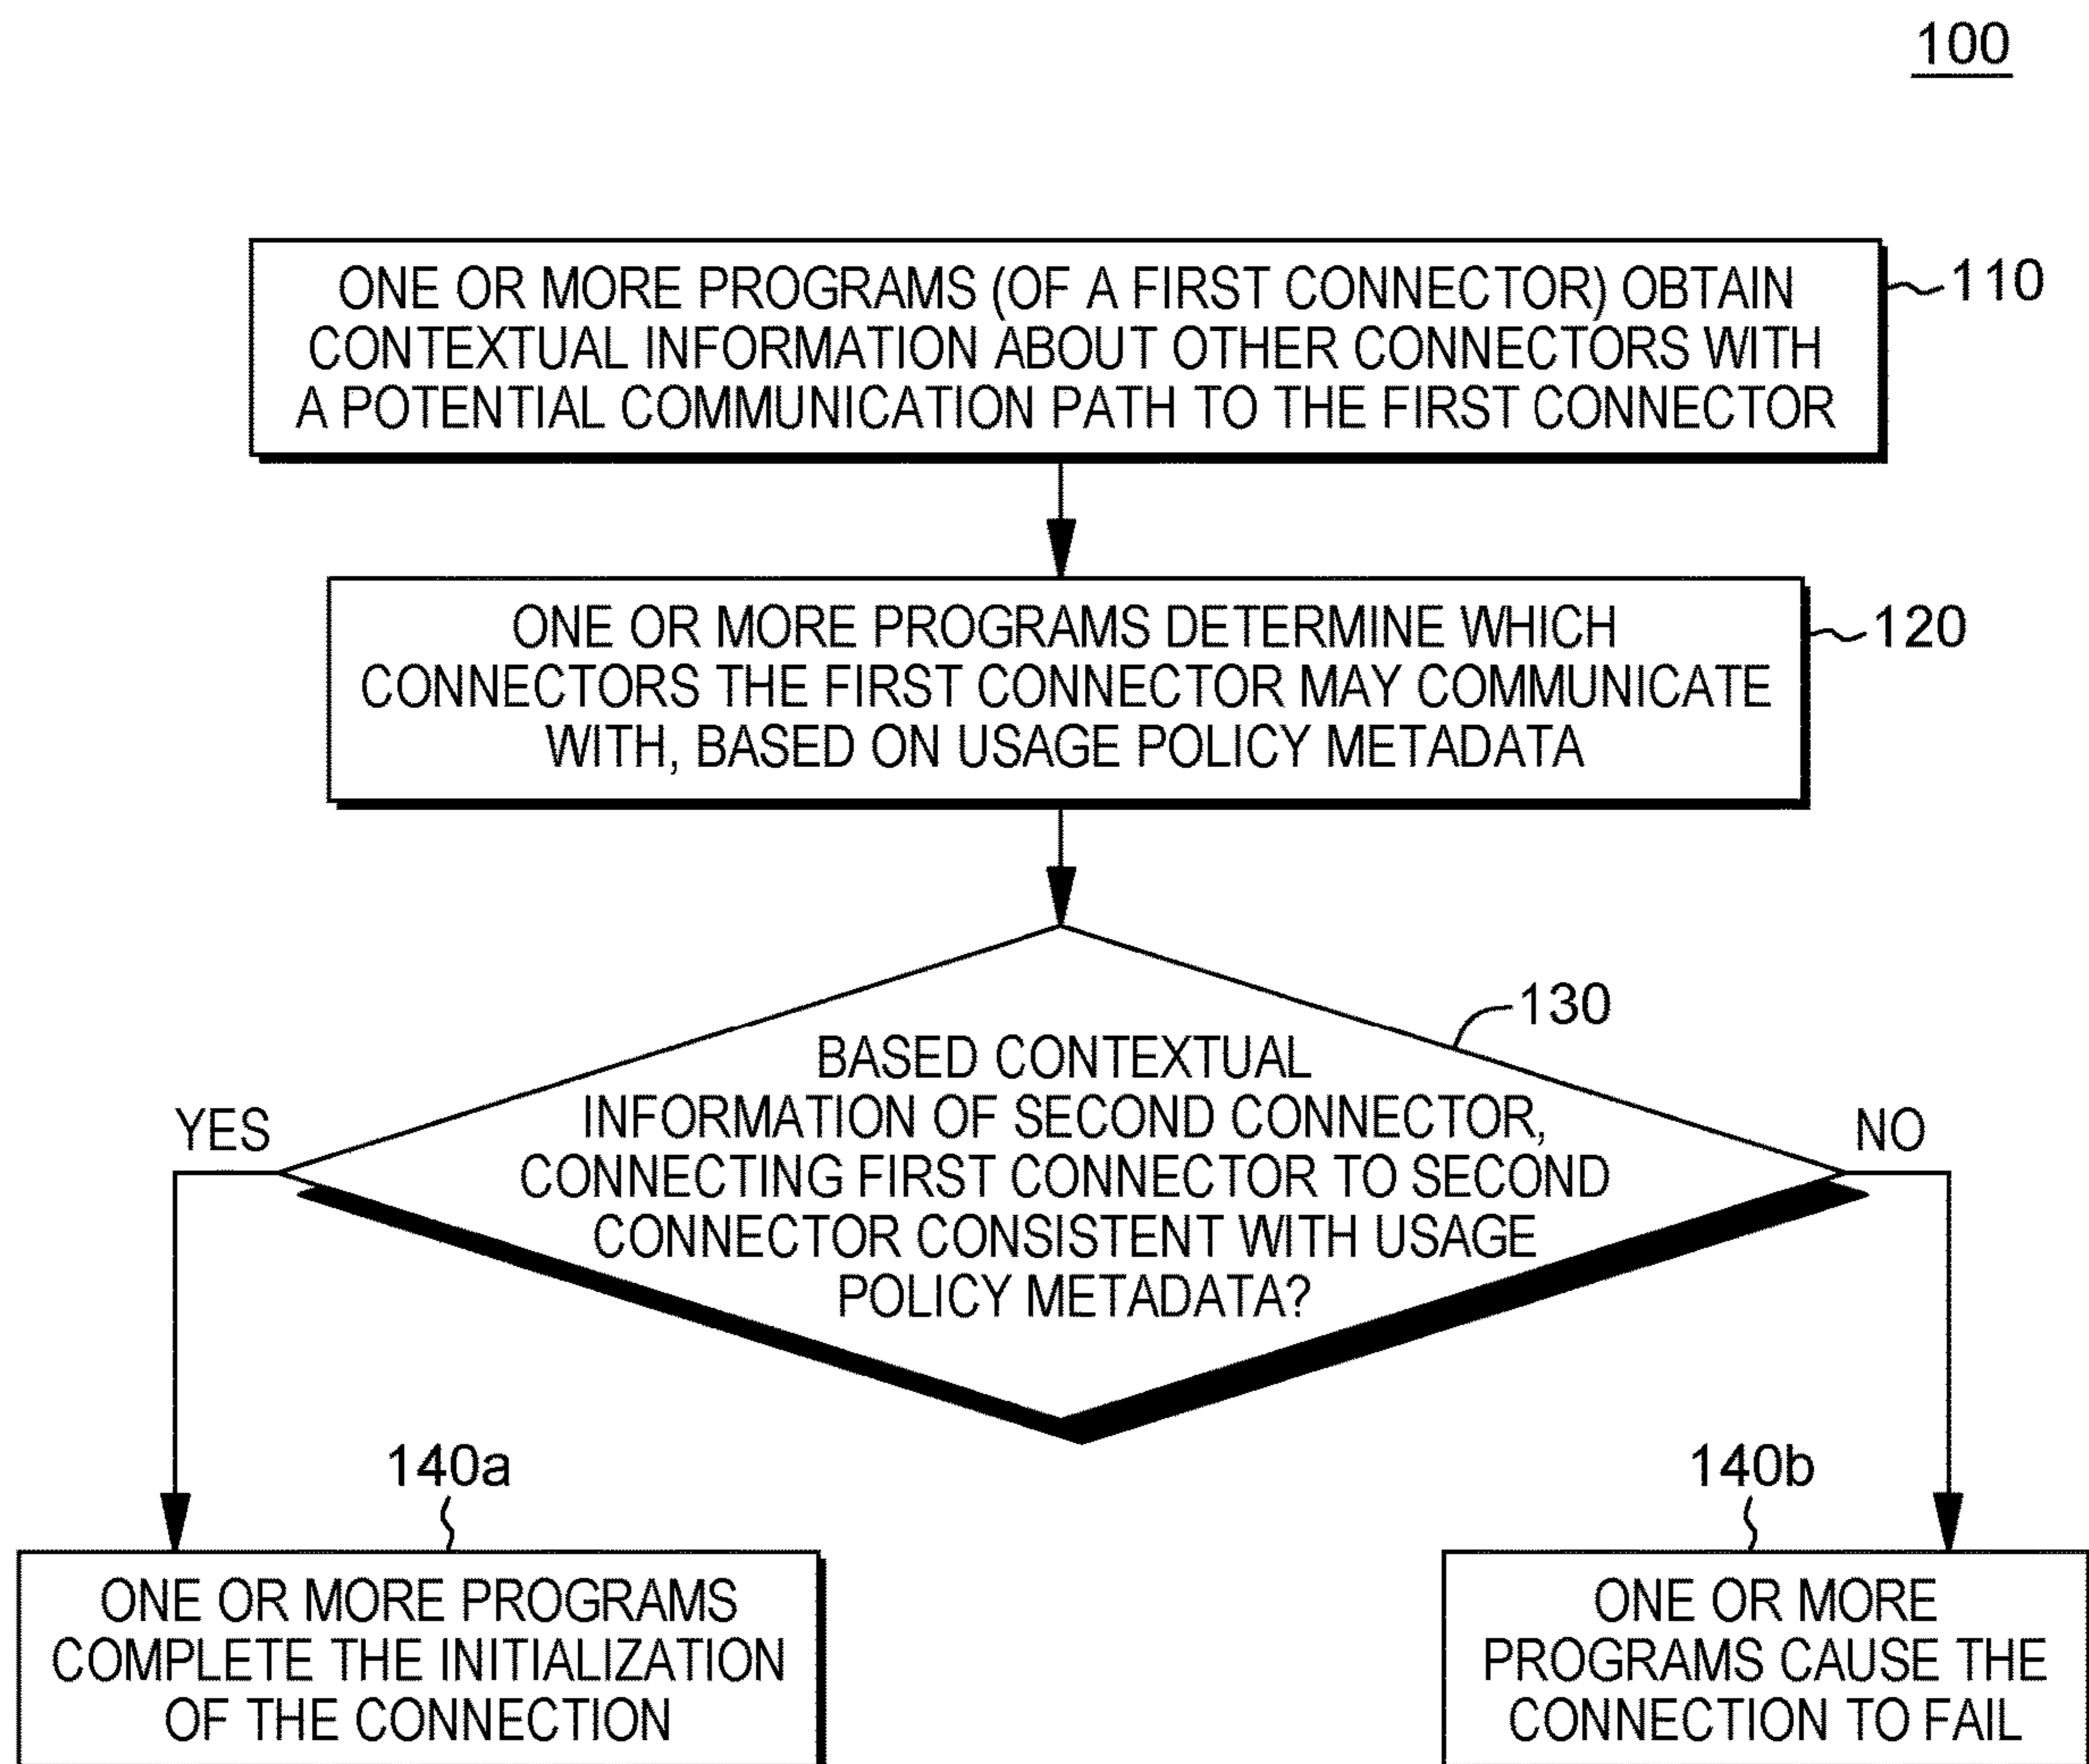 100
ONE OR MORE PROGRAMS (OF A FIRST CONNECTOR) OBTAIN
CONTEXTUAL INFORMATION ABOUT OTHER CONNECTORS WITH
A POTENTIAL COMMUNICATION PATH TO THE FIRST CONNECTOR
110
ONE OR MORE PROGRAMS DETERMINE WHICH
CONNECTORS THE FIRST CONNECTOR MAY COMMUNICATE
WITH, BASED ON USAGE POLICY METADATA
120
130
BASED CONTEXTUAL
INFORMATION OF SECOND CONNECTOR,
CONNECTING FIRST CONNECTOR TO SECOND
CONNECTOR CONSISTENT WITH USAGE
POLICY METADATA?
YES
NO
140a
ONE OR MORE PROGRAMS
COMPLETE THE INITIALIZATION
OF THE CONNECTION
140b
ONE OR MORE
PROGRAMS CAUSE THE
CONNECTION TO FAIL